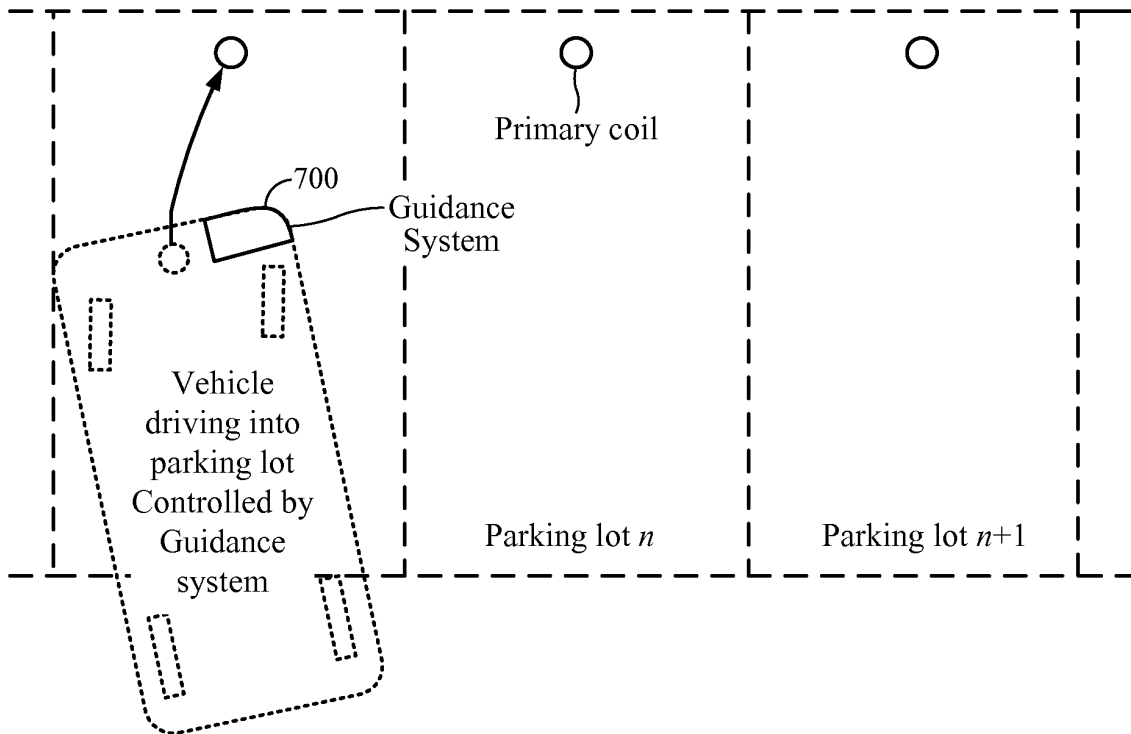 Primary coil
700
Guidance
System
Vehicle
driving into
parking lot
Controlled by
Guidance
system
Parking lot n
Parking lot n+1